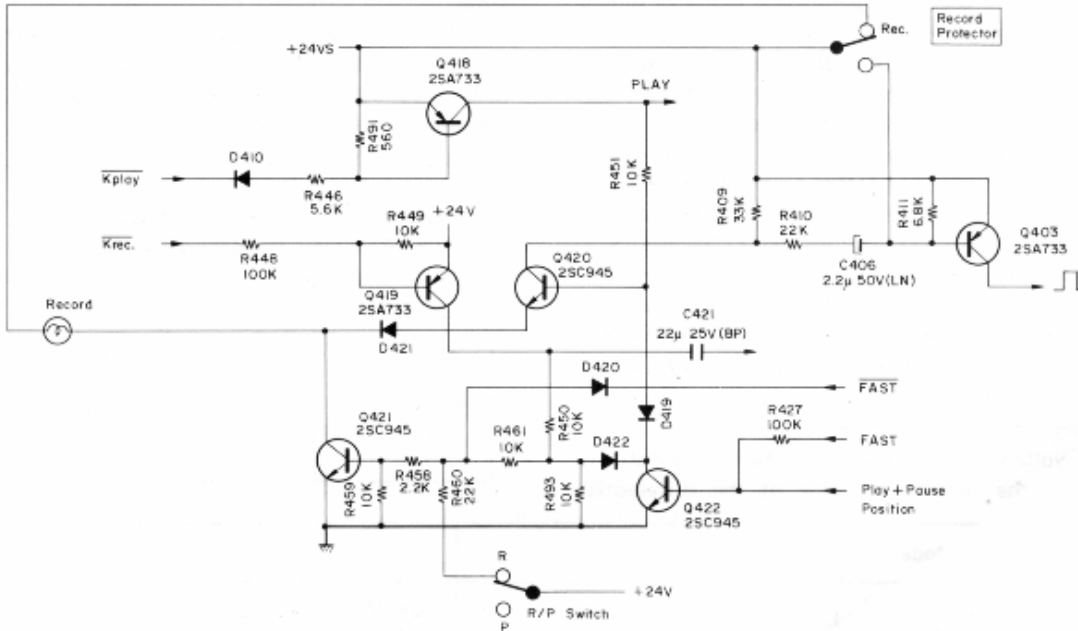 Rec.
Record
Protector
+24VS
Q418
2SA733
PLAY
R491
560
D410
Kplay
R446
5.6K
R451
10K
+24V
R449
10K
Krec.
R448
100K
R409
33K
R410
22K
R411
6.8K
Q403
2SA733
C406
2.2μ 50V(LN)
Q420
2SC945
Q419
2SA733
Record
D421
C421
22μ 25V(BP)
D420
FAST
D419
R427
100K
FAST
Q421
2SC945
R461
10K
R450
10K
D422
R458
2.2K
R459
10K
R460
22K
R493
10K
Q422
2SC945
Play + Pause
Position
R
R/P Switch
+24V
P